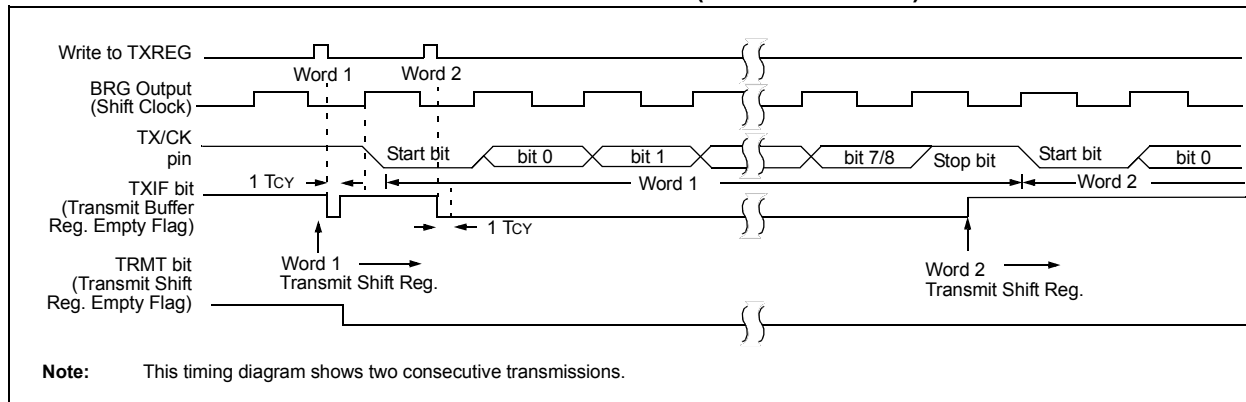 Write to TXREG
Word 1
Word 2
BRG Output
(Shift Clock)
TX/CK
pin
Start bit
bit 0
bit 1
bit 7/8
Stop bit
Start bit
bit 0
Word 1
Word 2
1 TCY
TXIF bit
(Transmit Buffer
Reg. Empty Flag)
1 TCY
Word 1
Transmit Shift Reg.
Word 2
Transmit Shift Reg.
TRMT bit
(Transmit Shift
Reg. Empty Flag)
Note: This timing diagram shows two consecutive transmissions.